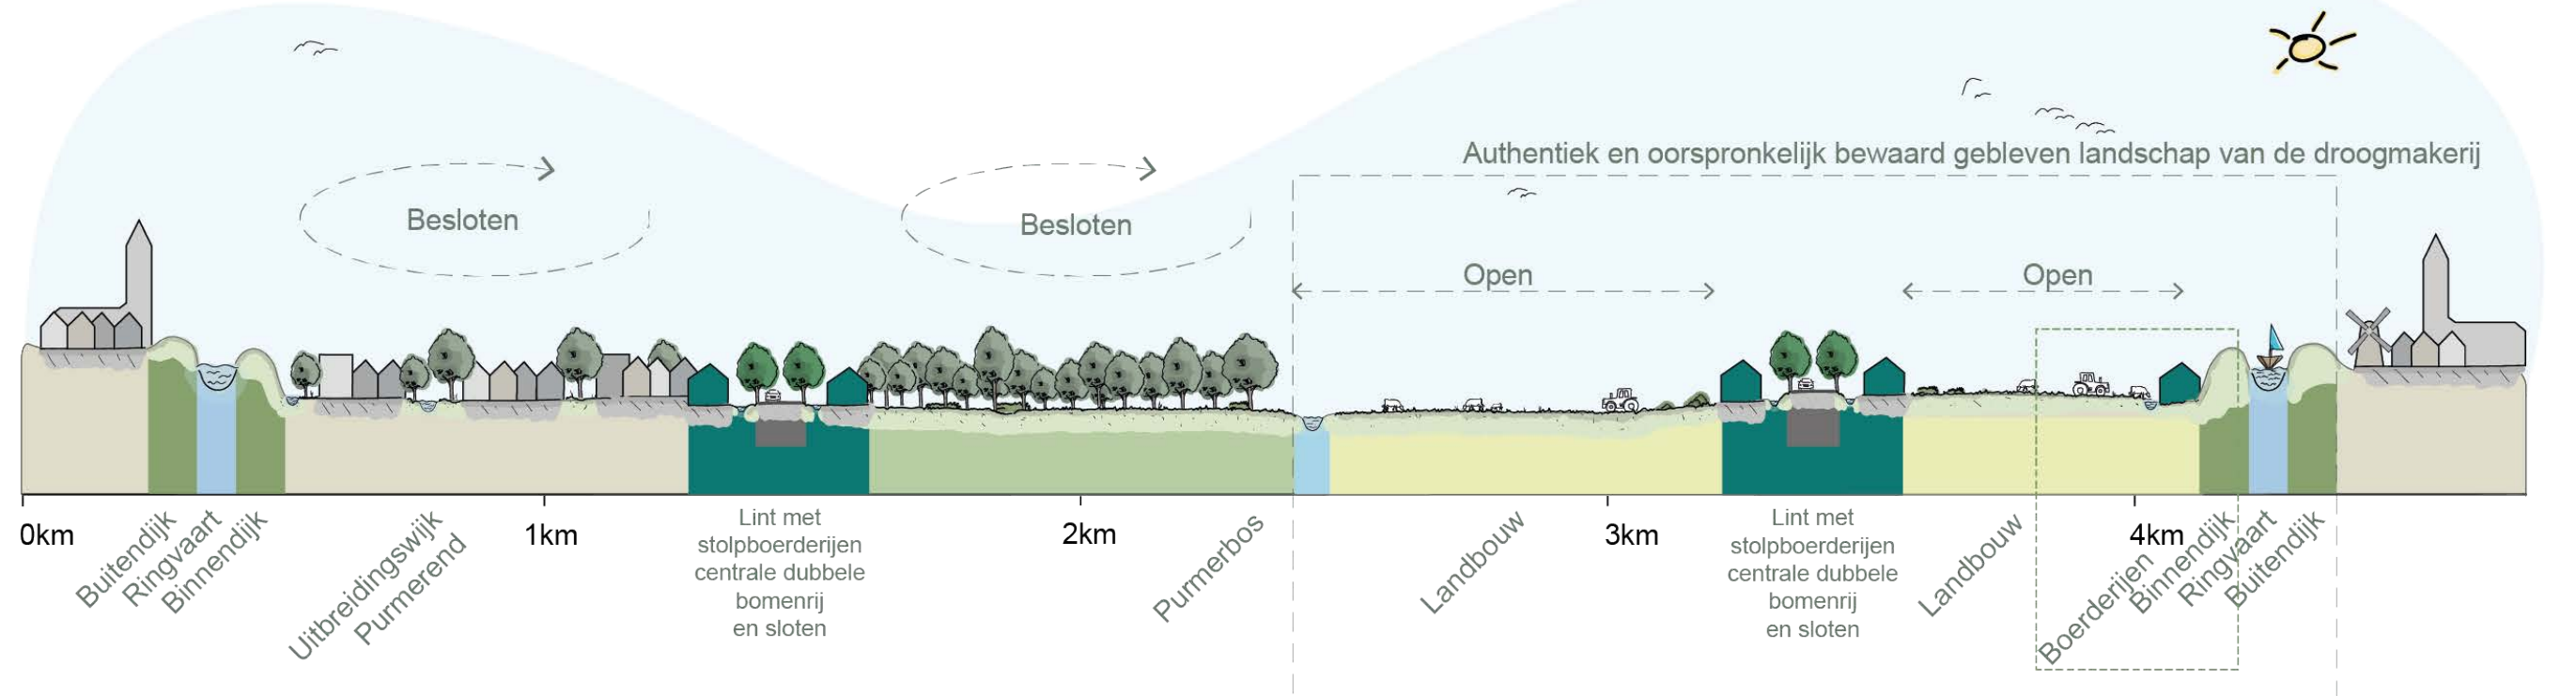 Authentiek en oorspronkelijk bewaard gebleven landschap van de droogmakerij
Besloten
Besloten
Open
Open
0km
1km
2km
3km
4km
Buitendijk
Ringvaart
Binnendijk
Uitbreidingswijk
Purmerend
Lint met
stolpboerderijen
centrale dubbele
bomenrij
en sloten
Purmerbos
Landbouw
Lint met
stolpboerderijen
centrale dubbele
bomenrij
en sloten
Landbouw
Boerderijen
Binnendijk
Ringvaart
Buitendijk